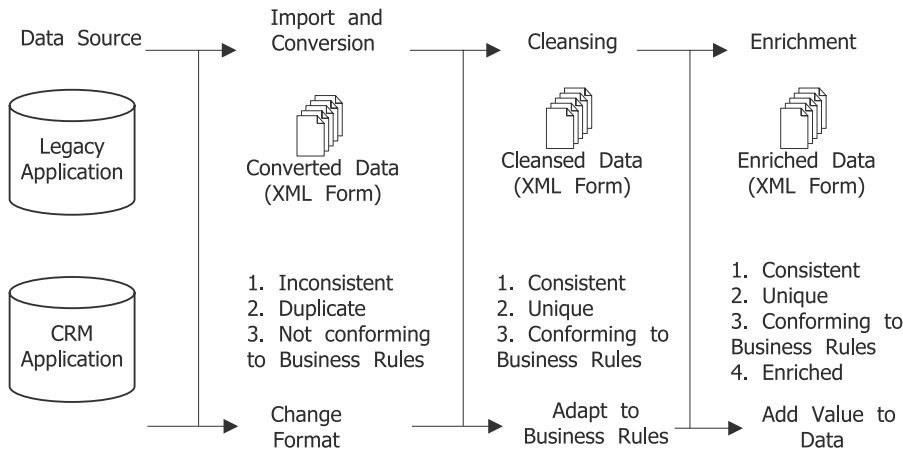 Data Source
Import and
Conversion
Cleansing
Enrichment
Legacy
Application
Converted Data
(XML Form)
Cleansed Data
(XML Form)
Enriched Data
(XML Form)
CRM
Application
1. Inconsistent
2. Duplicate
3. Not conforming
to Business Rules
1. Consistent
2. Unique
3. Conforming to
Business Rules
1. Consistent
2. Unique
3. Conforming to
Business Rules
4. Enriched
Change
Format
Adapt to
Business Rules
Add Value to
Data